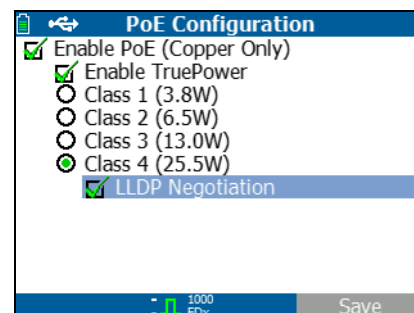 PoE Configuration
Enable PoE (Copper Only)
Enable TruePower
Class 1 (3.8W)
Class 2 (6.5W)
Class 3 (13.0W)
Class 4 (25.5W)
LLDP Negotiation
1000
FDx
Save